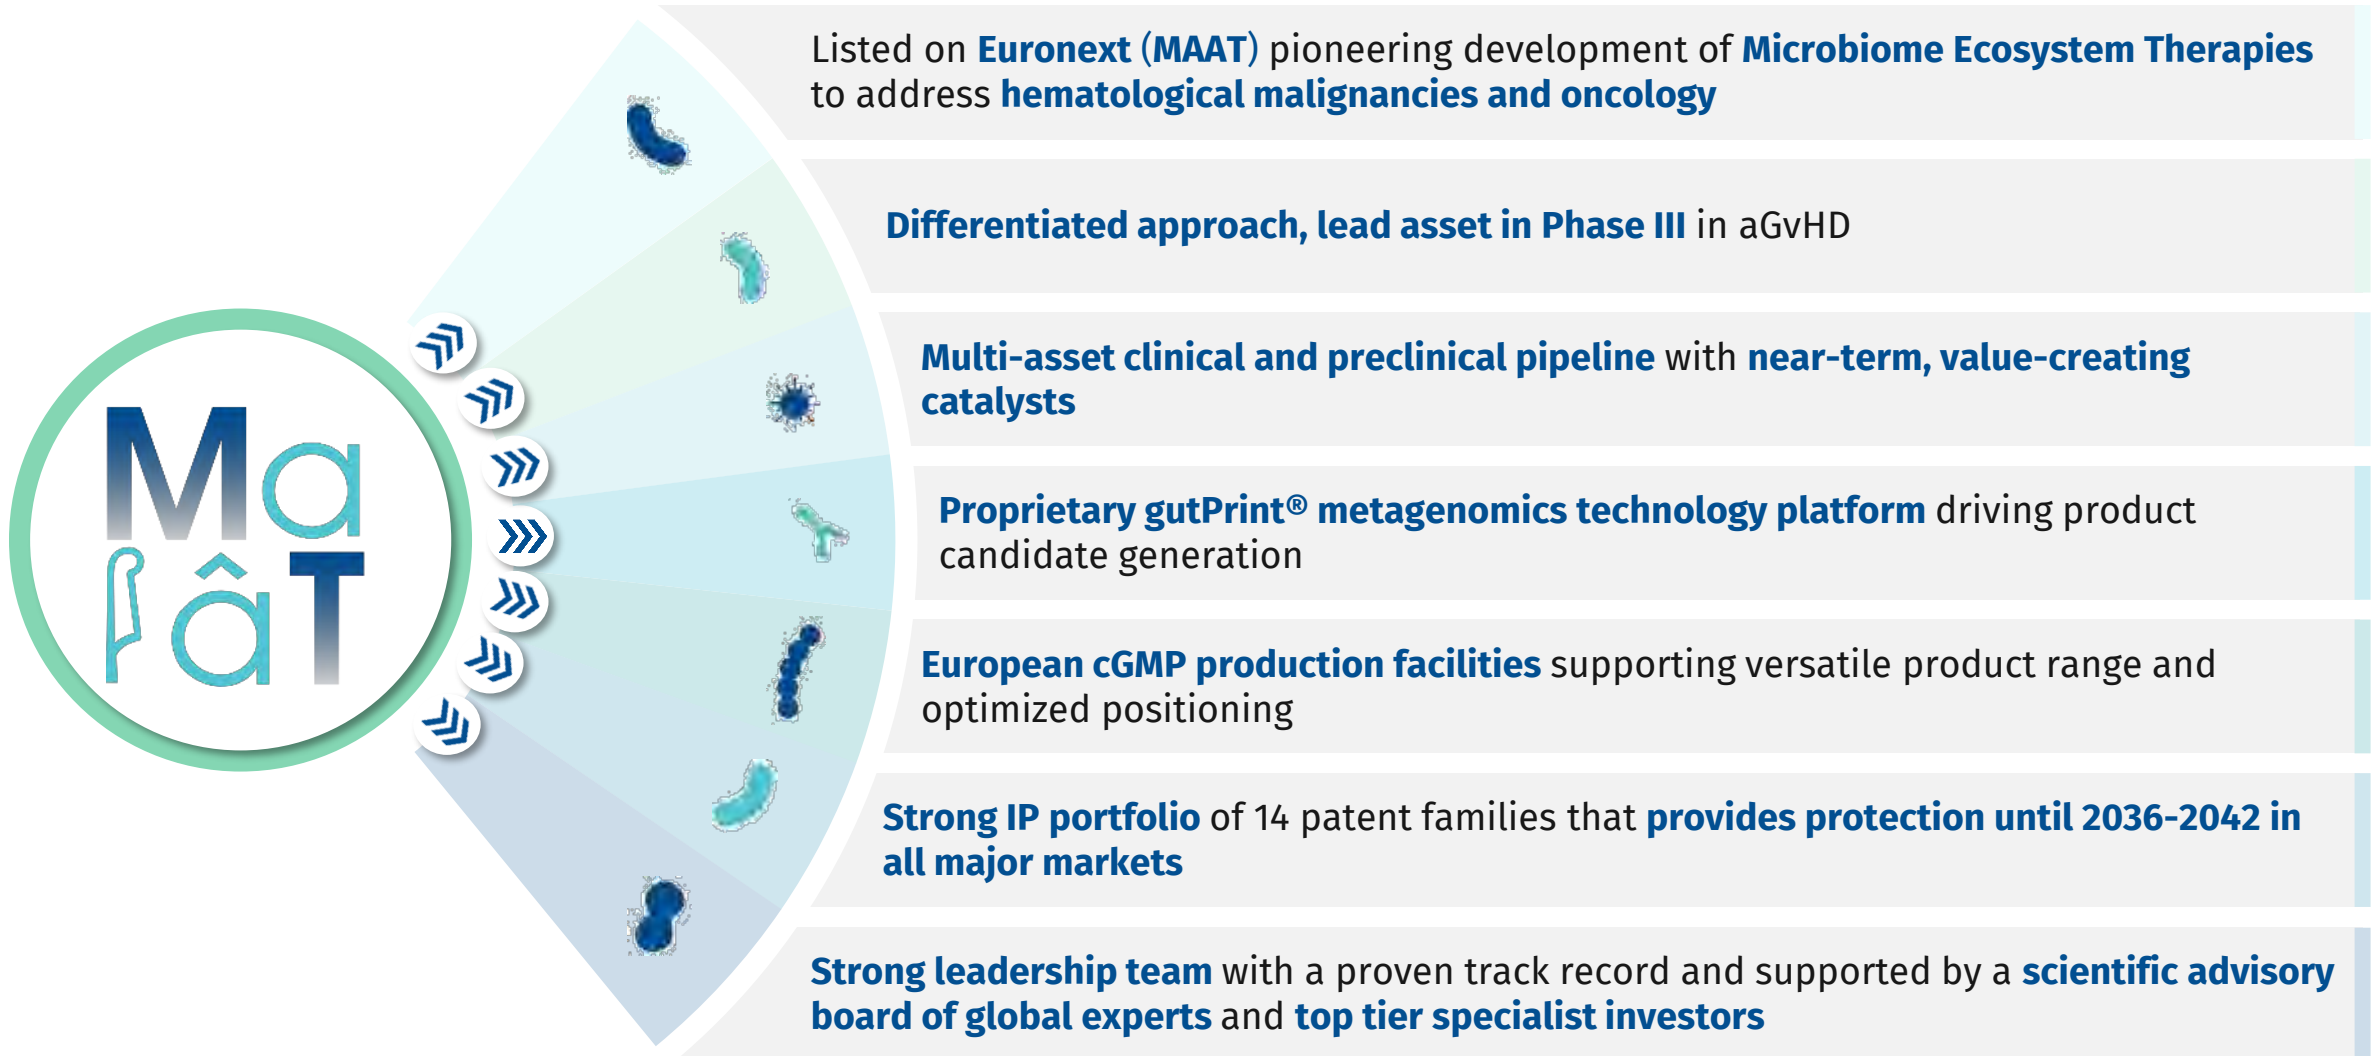 MaâT
Listed on Euronext (MAAT) pioneering development of Microbiome Ecosystem Therapies
to address hematological malignancies and oncology
Differentiated approach, lead asset in Phase III in aGvHD
Multi-asset clinical and preclinical pipeline with near-term, value-creating
catalysts
Proprietary gutPrint® metagenomics technology platform driving product
candidate generation
European cGMP production facilities supporting versatile product range and
optimized positioning
Strong IP portfolio of 14 patent families that provides protection until 2036-2042 in
all major markets
Strong leadership team with a proven track record and supported by a scientific advisory
board of global experts and top tier specialist investors